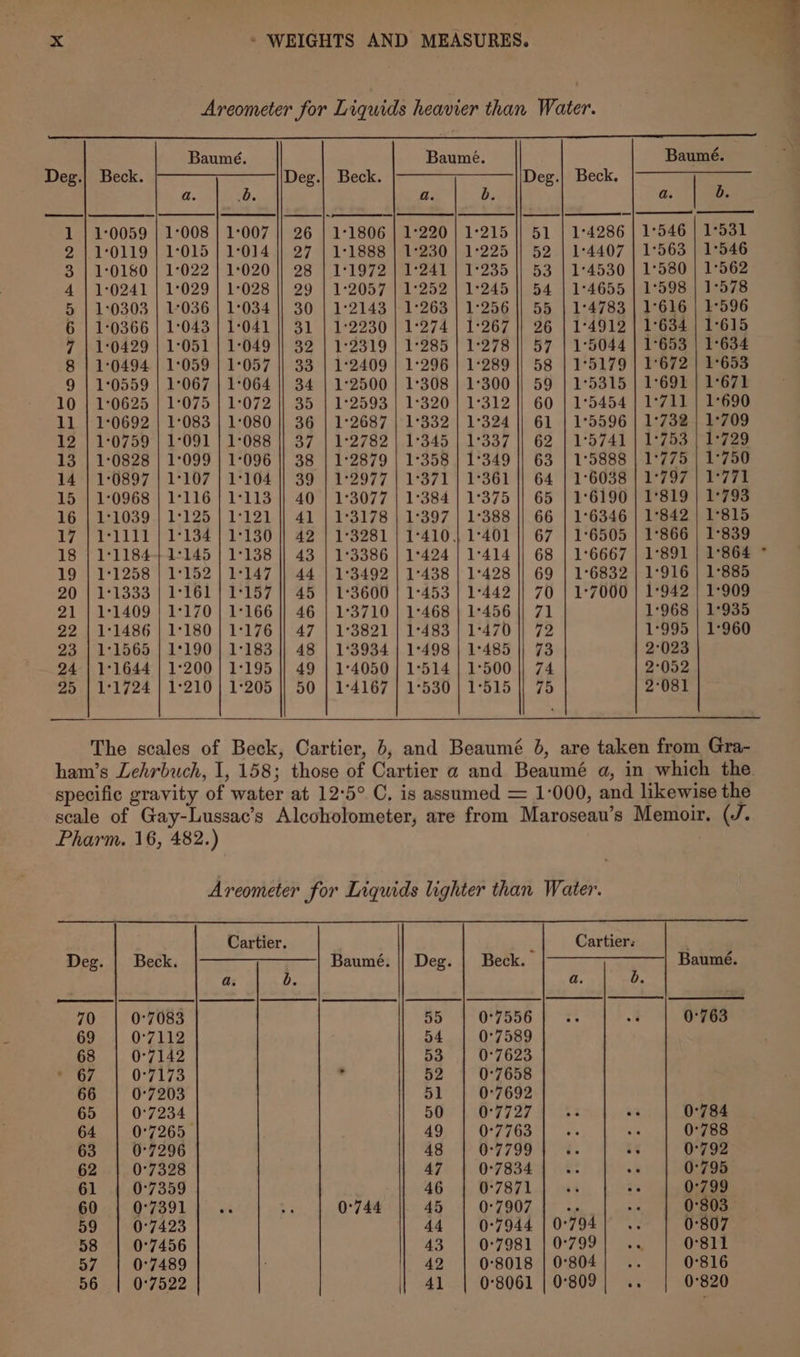 x * WEIGHTS AND MEASURES.
Areometer for Liquids heavier than Water.
Deg. Beck. Baumé. Deg. Beck. Baumé. Deg. Beck. Baumé.
a. b. a. b. a. b.
1 1·0059 1·008 1·007 26 1·1806 1·220 1·215 51 1·4286 1·546 1·531
2 1·0119 1·015 1·014 27 1·1888 1·230 1·225 52 1·4407 1·563 1·546
3 1·0180 1·022 1·020 28 1·1972 1·241 1·235 53 1·4530 1·580 1·562
4 1·0241 1·029 1·028 29 1·2057 1·252 1·245 54 1·4655 1·598 1·578
5 1·0303 1·036 1·034 30 1·2143 1·263 1·256 55 1·4783 1·616 1·596
6 1·0366 1·043 1·041 31 1·2230 1·274 1·267 26 1·4912 1·634 1·615
7 1·0429 1·051 1·049 32 1·2319 1·285 1·278 57 1·5044 1·653 1·634
8 1·0494 1·059 1·057 33 1·2409 1·296 1·289 58 1·5179 1·672 1·653
9 1·0559 1·067 1·064 34 1·2500 1·308 1·300 59 1·5315 1·691 1·671
10 1·0625 1·075 1·072 35 1·2593 1·320 1·312 60 1·5454 1·711 1·690
11 1·0692 1·083 1·080 36 1·2687 1·332 1·324 61 1·5596 1·732 1·709
12 1·0759 1·091 1·088 37 1·2782 1·345 1·337 62 1·5741 1·753 1·729
13 1·0828 1·099 1·096 38 1·2879 1·358 1·349 63 1·5888 1·775 1·750
14 1·0897 1·107 1·104 39 1·2977 1·371 1·361 64 1·6038 1·797 1·771
15 1·0968 1·116 1·113 40 1·3077 1·384 1·375 65 1·6190 1·819 1·793
16 1·1039 1·125 1·121 41 1·3178 1·397 1·388 66 1·6346 1·842 1·815
17 1·1111 1·134 1·130 42 1·3281 1·410 1·401 67 1·6505 1·866 1·839
18 1·1184 1·145 1·138 43 1·3386 1·424 1·414 68 1·6667 1·891 1·864
19 1·1258 1·152 1·147 44 1·3492 1·438 1·428 69 1·6832 1·916 1·885
20 1·1333 1·161 1·157 45 1·3600 1·453 1·442 70 1·7000 1·942 1·909
21 1·1409 1·170 1·166 46 1·3710 1·468 1·456 71 1·968 1·935
22 1·1486 1·180 1·176 47 1·3821 1·483 1·470 72 1·995 1·960
23 1·1565 1·190 1·183 48 1·3934 1·498 1·485 73 2·023
24 1·1644 1·200 1·195 49 1·4050 1·514 1·500 74 2·052
25 1·1724 1·210 1·205 50 1·4167 1·530 1·515 75 2·081
The scales of Beck, Cartier, b, and Beaumé b, are taken from Gra-
ham's Lehrbuch, I, 158; those of Cartier a and Beaumé a, in which the
specific gravity of water at 12·5° C. is assumed = 1·000, and likewise the
scale of Gay-Lussac's Alcoholometer, are from Maroseau's Memoir. (J.
Pharm. 16, 482.)
Areometer for Liquids lighter than Water.
Deg. Beck. Cartier. Baumé. Deg. Beck. Cartier. Baumé.
a. b. a. b.
70 0·7083 55 0·7556 .. .. 0·763
69 0·7112 54 0·7589
68 0·7142 53 0·7623
67 0·7173 52 0·7658
66 0·7203 51 0·7692
65 0·7234 50 0·7727 .. .. 0·784
64 0·7265 49 0·7763 .. .. 0·788
63 0·7296 48 0·7799 .. .. 0·792
62 0·7328 47 0·7834 .. .. 0·795
61 0·7359 46 0·7871 .. .. 0·799
60 0·7391 .. .. 0·744 45 0·7907 .. .. 0·803
59 0·7423 44 0·7944 0·794 .. 0·807
58 0·7456 43 0·7981 0·799 .. 0·811
57 0·7489 42 0·8018 0·804 .. 0·816
56 0·7522 41 0·8061 0·809 .. 0·820